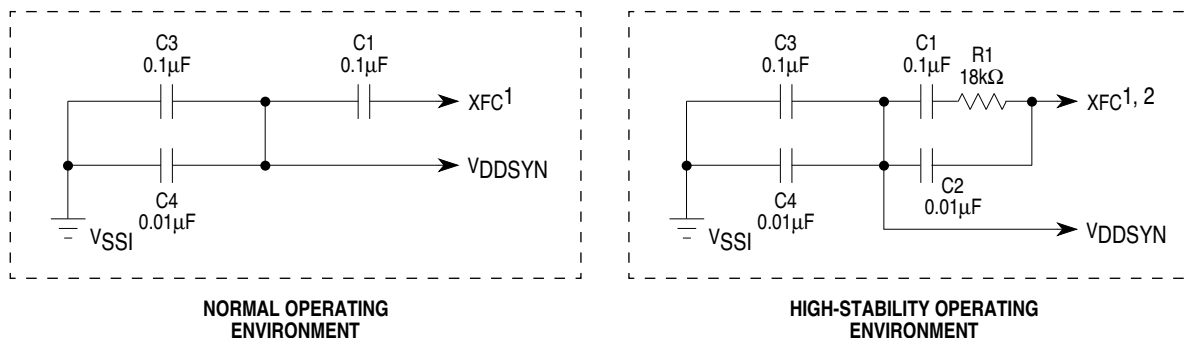 C3
0.1µF
C1
0.1µF
XFC1
C4
0.01µF
VDDSYN
VSSI
NORMAL OPERATING
ENVIRONMENT
C3
0.1µF
C1
0.1µF
R1
18kΩ
XFC1, 2
C4
0.01µF
C2
0.01µF
VSSI
VDDSYN
HIGH-STABILITY OPERATING
ENVIRONMENT